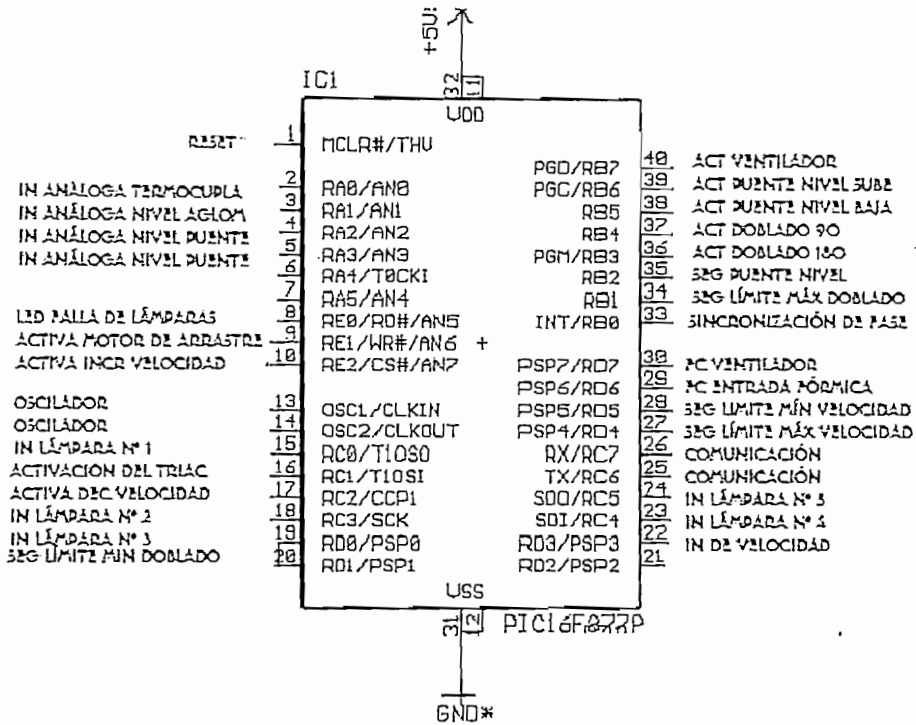 +5V
IC1
32 11
VDD
RESET 1 MCLR#/THV
IN ANÁLOGA TERMOCUPLA 2 RA0/AN0
IN ANÁLOGA NIVEL AGLOM 3 RA1/AN1
IN ANÁLOGA NIVEL PUENTE 4 RA2/AN2
IN ANÁLOGA NIVEL PUENTE 5 RA3/AN3
6 RA4/T0CKI
7 RA5/AN4
LED FALLA DE LÁMPARAS 8 RE0/RD#/AN5
ACTIVA MOTOR DE ARRASTRE 9 RE1/WR#/AN6 +
ACTIVA INCR VELOCIDAD 10 RE2/CS#/AN7
OSCILADOR 13 OSC1/CLKIN
OSCILADOR 14 OSC2/CLKOUT
IN LÁMPARA Nº 1 15 RC0/T1OSO
ACTIVACION DEL TRIAC 16 RC1/T1OSI
ACTIVA DEC VELOCIDAD 17 RC2/CCP1
IN LÁMPARA Nº 2 18 RC3/SCK
IN LÁMPARA Nº 3 19 RD0/PSP0
SEG LÍMITE MIN DOBLADO 20 RD1/PSP1
PGD/RB7 40 ACT VENTILADOR
PGC/RB6 39 ACT PUENTE NIVEL SUBE
RB5 38 ACT PUENTE NIVEL BAJA
RB4 37 ACT DOBLADO 90
PGM/RB3 36 ACT DOBLADO 180
RB2 35 SEG PUENTE NIVEL
RB1 34 SEG LÍMITE MÁX DOBLADO
INT/RB0 33 SINCRONIZACIÓN DE FASE
PSP7/RD7 30 FC VENTILADOR
PSP6/RD6 29 FC ENTRADA FÓRMICA
PSP5/RD5 28 SEG LIMITE MÍN VELOCIDAD
PSP4/RD4 27 SEG LÍMITE MÁX VELOCIDAD
RX/RC7 26 COMUNICACIÓN
TX/RC6 25 COMUNICACIÓN
SDO/RC5 24 IN LÁMPARA Nº 5
SDI/RC4 23 IN LÁMPARA Nº 4
RD3/PSP3 22 IN DE VELOCIDAD
RD2/PSP2 21
VSS
31 12
PIC16F877P
GND*